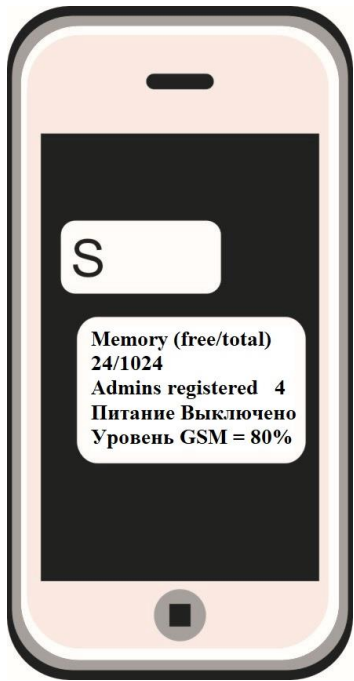 S
Memory (free/total)
24/1024
Admins registered 4
Питание Выключено
Уровень GSM = 80%